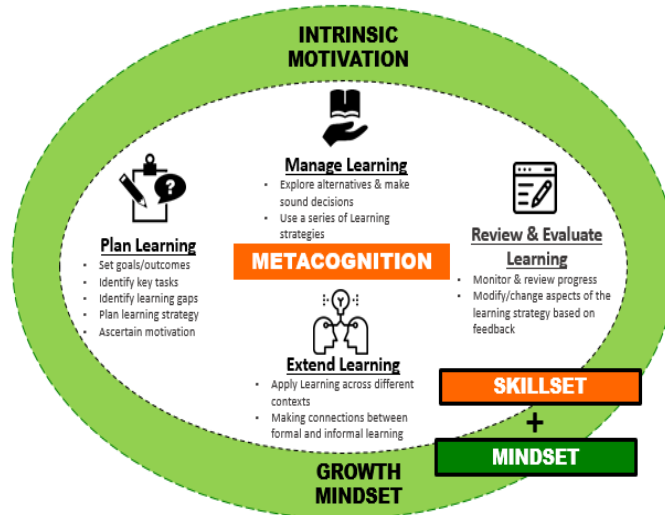 INTRINSIC
MOTIVATION
Manage Learning
• Explore alternatives & make
sound decisions
• Use a series of Learning
strategies
Plan Learning
• Set goals/outcomes
• Identify key tasks
• Identify learning gaps
• Plan learning strategy
• Ascertain motivation
METACOGNITION
Review & Evaluate
Learning
• Monitor & review progress
• Modify/change aspects of the
learning strategy based on
feedback
Extend Learning
• Apply Learning across different
contexts
• Making connections between
formal and informal learning
SKILLSET
+
MINDSET
GROWTH
MINDSET